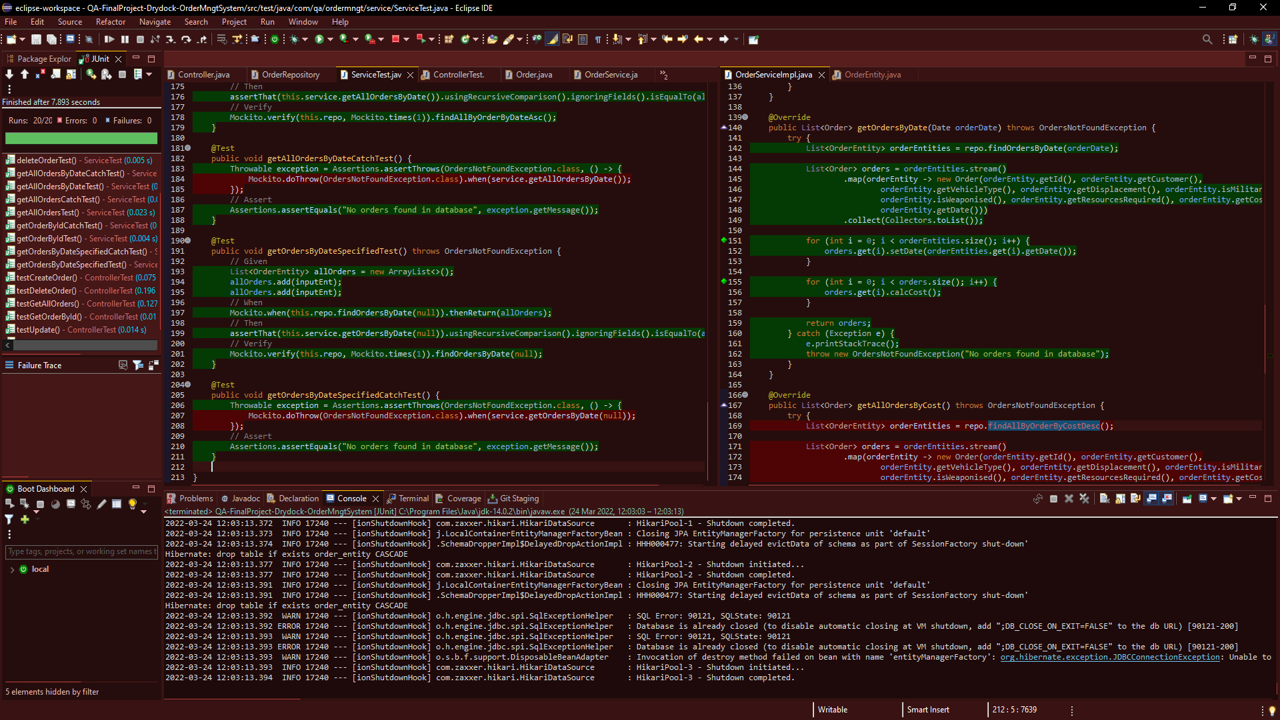 eclipse-workspace - QA-FinalProject-Drydock-OrderMngtSystem/src/test/java/com/qa/ordermngt/service/ServiceTest.java - Eclipse IDE
File Edit Source Refactor Navigate Search Project Run Window Help
Package Explor
JUnit
Finished after 7.893 seconds
Runs: 20/20 Errors: 0 Failures: 0
deleteOrderTest() - ServiceTest (0.005 s)
getAllOrdersByDateCatchTest() - ServiceTest
getAllOrdersByDateTest() - ServiceTest (0.0
getAllOrdersCatchTest() - ServiceTest (0.0
getAllOrdersTest() - ServiceTest (0.023 s)
getOrderByIdCatchTest() - ServiceTest (0.0
getOrderByIdTest() - ServiceTest (0.004 s)
getOrdersByDateSpecifiedCatchTest() - Serv
getOrdersByDateSpecifiedTest() - ServiceTe
testCreateOrder() - ControllerTest (0.075
testDeleteOrder() - ControllerTest (0.196
testGetAllOrders() - ControllerTest (0.127
testGetOrderById() - ControllerTest (0.116
testUpdate() - ControllerTest (0.014 s)
Failure Trace
Boot Dashboard
Type tags, projects, or working set names t
local
5 elements hidden by filter
Controller.java OrderRepository ServiceTest.jav ControllerTest. Order.java OrderService.ja
175 // Then
176 assertThat(this.service.getAllOrdersByDate()).usingRecursiveComparison().ignoringFields().isEqualTo(al
177 // Verify
178 Mockito.verify(this.repo, Mockito.times(1)).findAllByOrderByDateAsc();
179 }
180
181 @Test
182 public void getAllOrdersByDateCatchTest() {
183 Throwable exception = Assertions.assertThrows(OrdersNotFoundException.class, () -> {
184 Mockito.doThrow(OrdersNotFoundException.class).when(service.getAllOrdersByDate());
185 });
186 // Assert
187 Assertions.assertEquals("No orders found in database", exception.getMessage());
188 }
189
190 @Test
191 public void getOrdersByDateSpecifiedTest() throws OrdersNotFoundException {
192 // Given
193 List<OrderEntity> allOrders = new ArrayList<>();
194 allOrders.add(inputEnt);
195 allOrders.add(inputEnt);
196 // When
197 Mockito.when(this.repo.findOrdersByDate(null)).thenReturn(allOrders);
198 // Then
199 assertThat(this.service.getOrdersByDate(null)).usingRecursiveComparison().ignoringFields().isEqualTo(a
200 // Verify
201 Mockito.verify(this.repo, Mockito.times(1)).findOrdersByDate(null);
202 }
203
204 @Test
205 public void getOrdersByDateSpecifiedCatchTest() {
206 Throwable exception = Assertions.assertThrows(OrdersNotFoundException.class, () -> {
207 Mockito.doThrow(OrdersNotFoundException.class).when(service.getOrdersByDate(null));
208 });
209 // Assert
210 Assertions.assertEquals("No orders found in database", exception.getMessage());
211 }
212
213 }
OrderServiceImpl.java OrderEntity.java
136 }
137 }
138
139 @Override
140 public List<Order> getOrdersByDate(Date orderDate) throws OrdersNotFoundException {
141 try {
142 List<OrderEntity> orderEntities = repo.findOrdersByDate(orderDate);
143
144 List<Order> orders = orderEntities.stream()
145 .map(orderEntity -> new Order(orderEntity.getId(), orderEntity.getCustomer(),
146 orderEntity.getVehicleType(), orderEntity.getDisplacement(), orderEntity.isMilitar
147 orderEntity.isWeaponised(), orderEntity.getResourcesRequired(), orderEntity.getCos
148 orderEntity.getDate()))
149 .collect(Collectors.toList());
150
151 for (int i = 0; i < orderEntities.size(); i++) {
152 orders.get(i).setDate(orderEntities.get(i).getDate());
153 }
154
155 for (int i = 0; i < orderEntities.size(); i++) {
156 orders.get(i).calcCost();
157 }
158
159 return orders;
160 } catch (Exception e) {
161 e.printStackTrace();
162 throw new OrdersNotFoundException("No orders found in database");
163 }
164 }
165
166 @Override
167 public List<Order> getAllOrdersByCost() throws OrdersNotFoundException {
168 try {
169 List<OrderEntity> orderEntities = repo.findAllByOrderByCostDesc();
170
171 List<Order> orders = orderEntities.stream()
172 .map(orderEntity -> new Order(orderEntity.getId(), orderEntity.getCustomer(),
173 orderEntity.getVehicleType(), orderEntity.getDisplacement(), orderEntity.isMilitar
174 orderEntity.isWeaponised(), orderEntity.getResourcesRequired(), orderEntity.getCos
Problems Javadoc Declaration Console Terminal Coverage Git Staging
<terminated> QA-FinalProject-Drydock-OrderMngtSystem [JUnit] C:\Program Files\Java\jdk-14.0.2\bin\javaw.exe (24 Mar 2022, 12:03:03 – 12:03:13)
2022-03-24 12:03:13.372 INFO 17240 --- [ionShutdownHook] com.zaxxer.hikari.HikariDataSource : HikariPool-1 - Shutdown completed.
2022-03-24 12:03:13.373 INFO 17240 --- [ionShutdownHook] j.LocalContainerEntityManagerFactoryBean : Closing JPA EntityManagerFactory for persistence unit 'default'
2022-03-24 12:03:13.374 INFO 17240 --- [ionShutdownHook] .SchemaDropperImpl$DelayedDropActionImpl : HHH000477: Starting delayed evictData of schema as part of SessionFactory shut-down'
Hibernate: drop table if exists order_entity CASCADE
2022-03-24 12:03:13.377 INFO 17240 --- [ionShutdownHook] com.zaxxer.hikari.HikariDataSource : HikariPool-2 - Shutdown initiated...
2022-03-24 12:03:13.377 INFO 17240 --- [ionShutdownHook] com.zaxxer.hikari.HikariDataSource : HikariPool-2 - Shutdown completed.
2022-03-24 12:03:13.377 INFO 17240 --- [ionShutdownHook] j.LocalContainerEntityManagerFactoryBean : Closing JPA EntityManagerFactory for persistence unit 'default'
2022-03-24 12:03:13.391 INFO 17240 --- [ionShutdownHook] .SchemaDropperImpl$DelayedDropActionImpl : HHH000477: Starting delayed evictData of schema as part of SessionFactory shut-down'
Hibernate: drop table if exists order_entity CASCADE
2022-03-24 12:03:13.392 WARN 17240 --- [ionShutdownHook] o.h.engine.jdbc.spi.SqlExceptionHelper : SQL Error: 90121, SQLState: 90121
2022-03-24 12:03:13.392 ERROR 17240 --- [ionShutdownHook] o.h.engine.jdbc.spi.SqlExceptionHelper : Database is already closed (to disable automatic closing at VM shutdown, add ";DB_CLOSE_ON_EXIT=FALSE" to the db URL) [90121-200]
2022-03-24 12:03:13.393 WARN 17240 --- [ionShutdownHook] o.h.engine.jdbc.spi.SqlExceptionHelper : SQL Error: 90121, SQLState: 90121
2022-03-24 12:03:13.393 ERROR 17240 --- [ionShutdownHook] o.h.engine.jdbc.spi.SqlExceptionHelper : Database is already closed (to disable automatic closing at VM shutdown, add ";DB_CLOSE_ON_EXIT=FALSE" to the db URL) [90121-200]
2022-03-24 12:03:13.393 WARN 17240 --- [ionShutdownHook] o.s.b.f.support.DisposableBeanAdapter : Invocation of destroy method failed on bean with name 'entityManagerFactory': org.hibernate.exception.JDBCConnectionException: Unable to
2022-03-24 12:03:13.393 INFO 17240 --- [ionShutdownHook] com.zaxxer.hikari.HikariDataSource : HikariPool-3 - Shutdown initiated...
2022-03-24 12:03:13.394 INFO 17240 --- [ionShutdownHook] com.zaxxer.hikari.HikariDataSource : HikariPool-3 - Shutdown completed.
Writable Smart Insert 212 : 5 : 7639